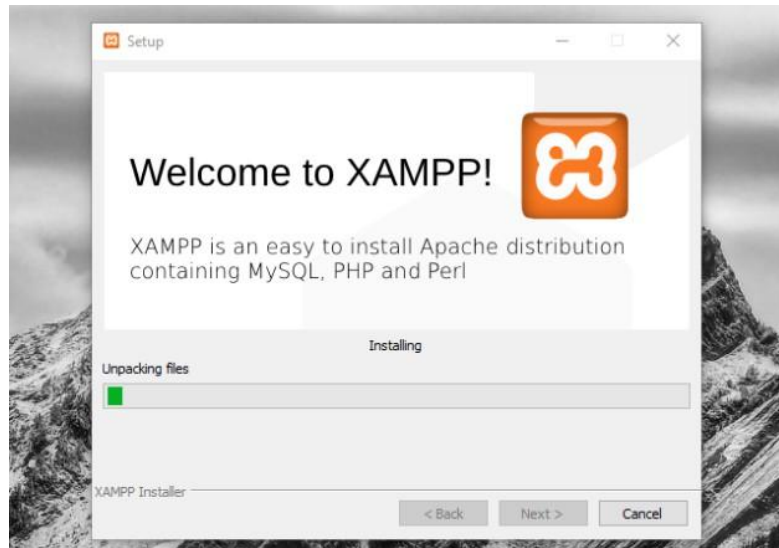 Setup
Welcome to XAMPP!
XAMPP is an easy to install Apache distribution
containing MySQL, PHP and Perl
Installing
Unpacking files
XAMPP Installer
< Back
Next >
Cancel